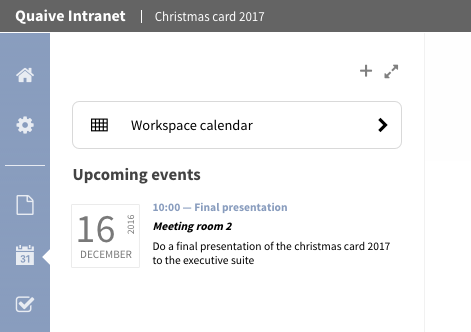 Quaive Intranet | Christmas card 2017
Workspace calendar
Upcoming events
16 2016
DECEMBER
10:00 — Final presentation
Meeting room 2
Do a final presentation of the christmas card 2017
to the executive suite
31